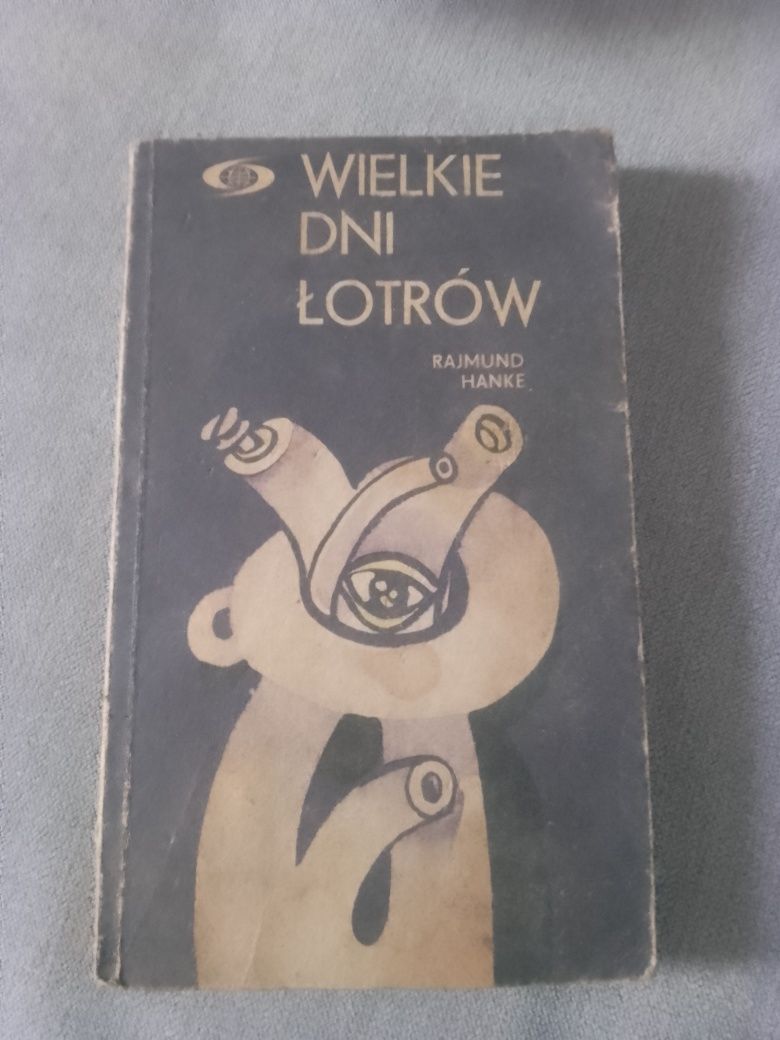 WIELKIE
DNI
ŁOTRÓW
RAJMUND
HANKE